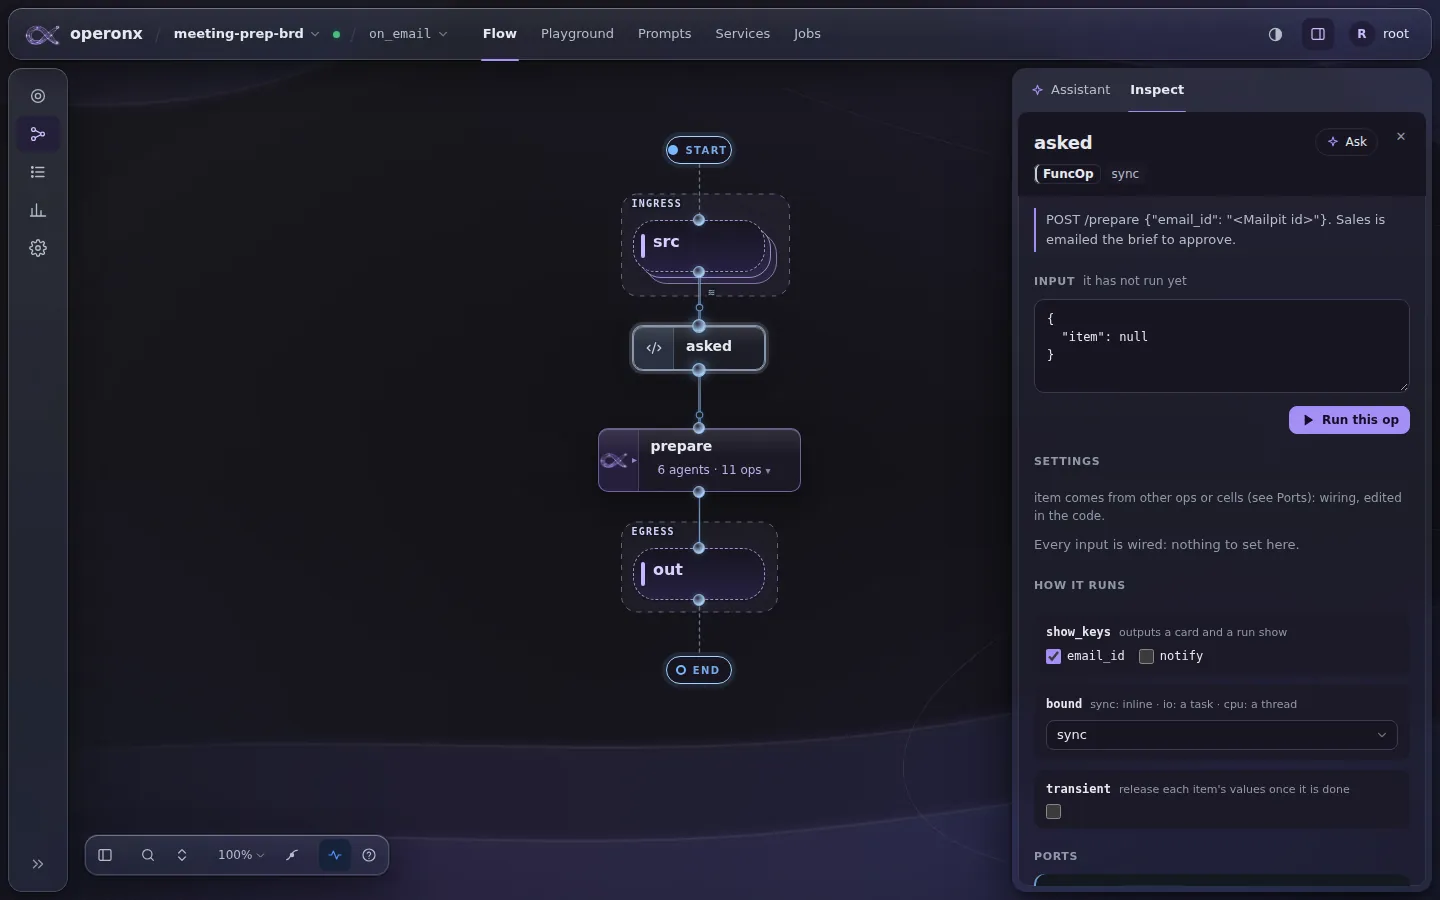 operonx / meeting-prep-brd / on_email Flow Playground Prompts Services Jobs R root
Assistant Inspect
asked
Ask
FuncOp sync
POST /prepare {"email_id": "<Mailpit id>"}. Sales is
emailed the brief to approve.
INPUT it has not run yet
{
"item": null
}
Run this op
SETTINGS
item comes from other ops or cells (see Ports): wiring, edited
in the code.
Every input is wired: nothing to set here.
HOW IT RUNS
show_keys outputs a card and a run show
email_id notify
bound sync: inline · io: a task · cpu: a thread
sync
transient release each item's values once it is done
PORTS
START
INGRESS
src
asked
prepare
6 agents · 11 ops
EGRESS
out
END
100%